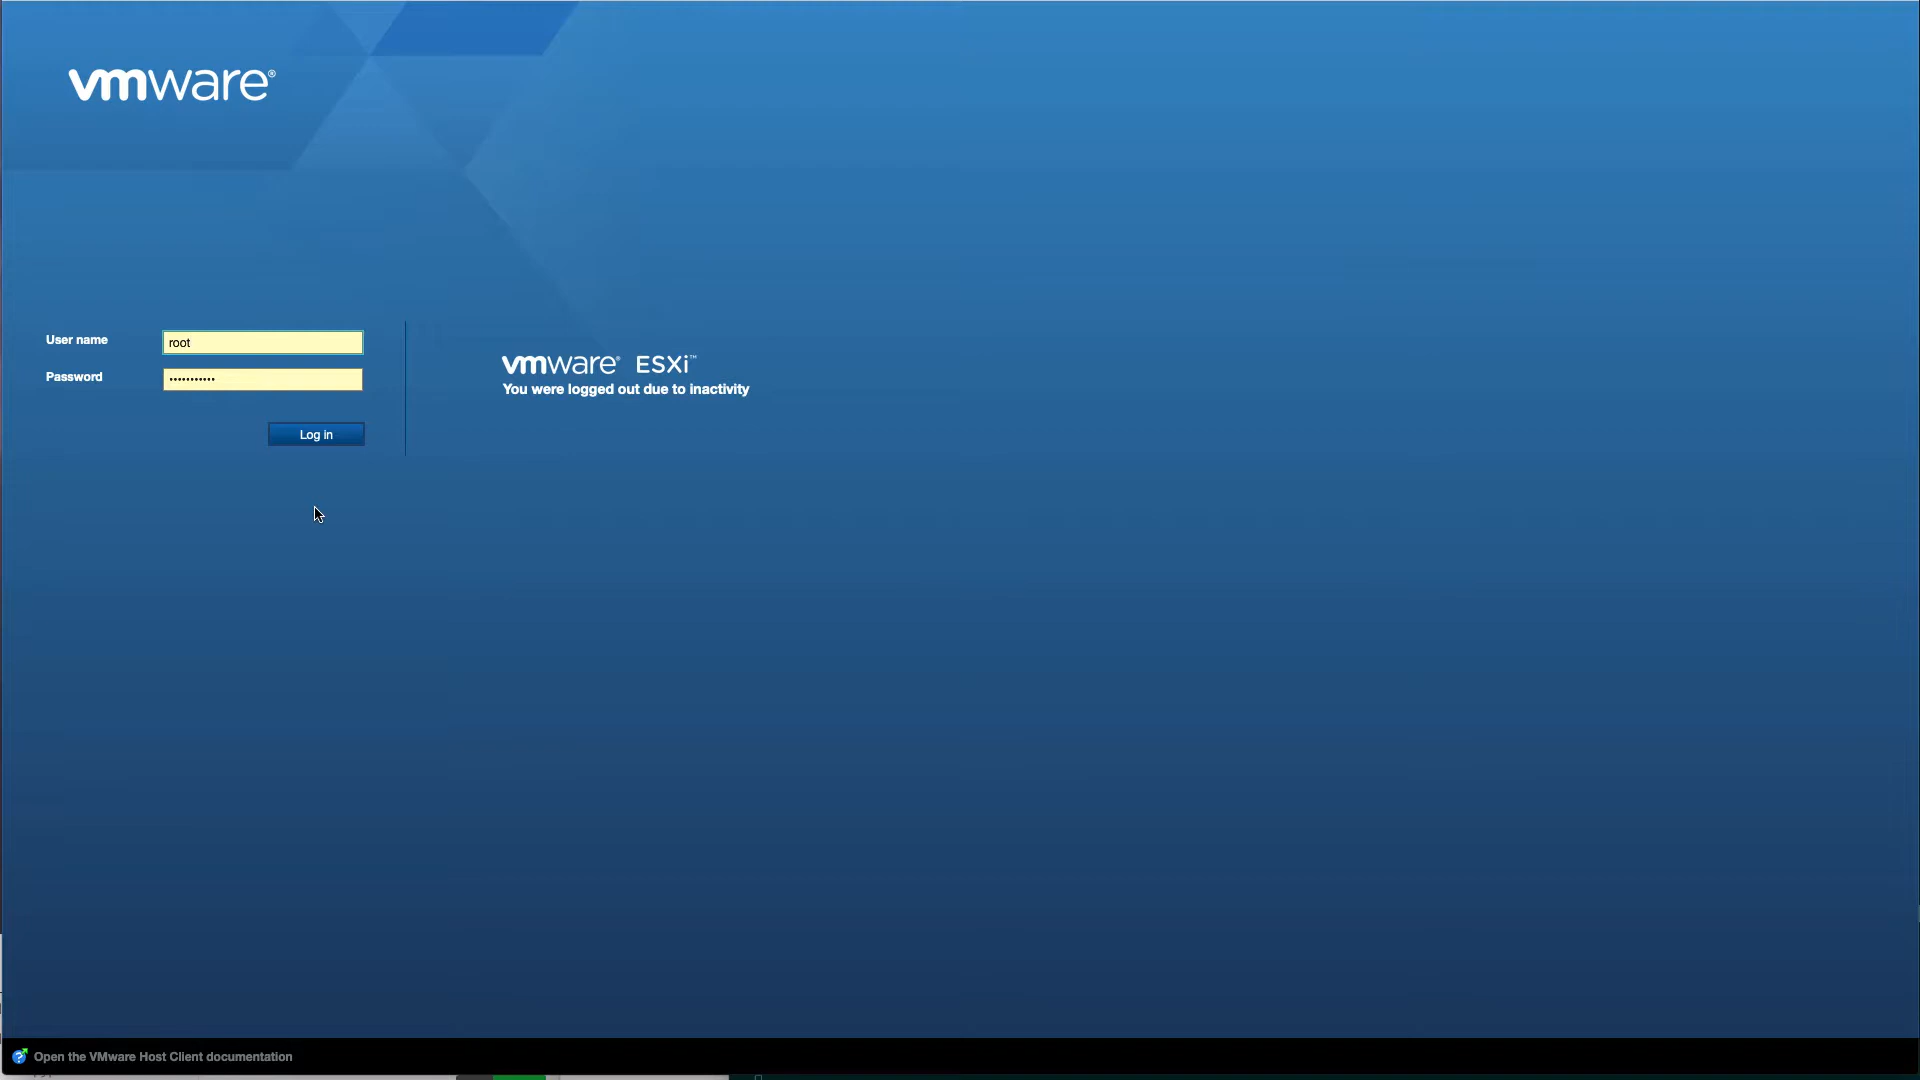 vmware®
User name
root
Password
•••••••••••
Log in
vmware® ESXi™
You were logged out due to inactivity
Open the VMware Host Client documentation